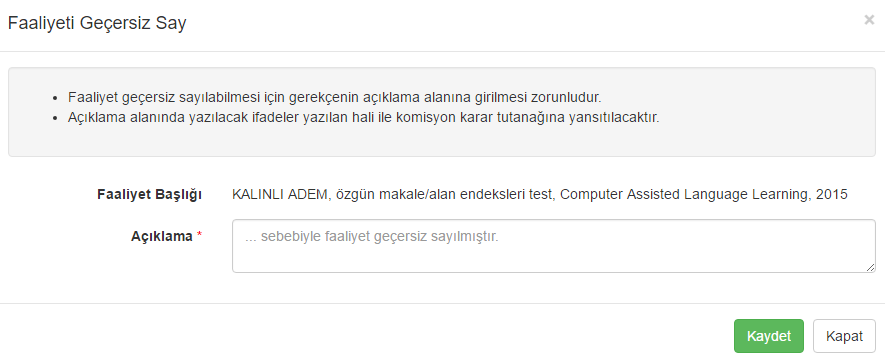 Faaliyeti Geçersiz Say
×
Faaliyet geçersiz sayılabilmesi için gerekçenin açıklama alanına girilmesi zorunludur.
Açıklama alanında yazılacak ifadeler yazılan hali ile komisyon karar tutanağına yansıtılacaktır.
Faaliyet Başlığı KALINLI ADEM, özgün makale/alan endeksleri test, Computer Assisted Language Learning, 2015
Açıklama * ... sebebiyle faaliyet geçersiz sayılmıştır.
Kaydet Kapat